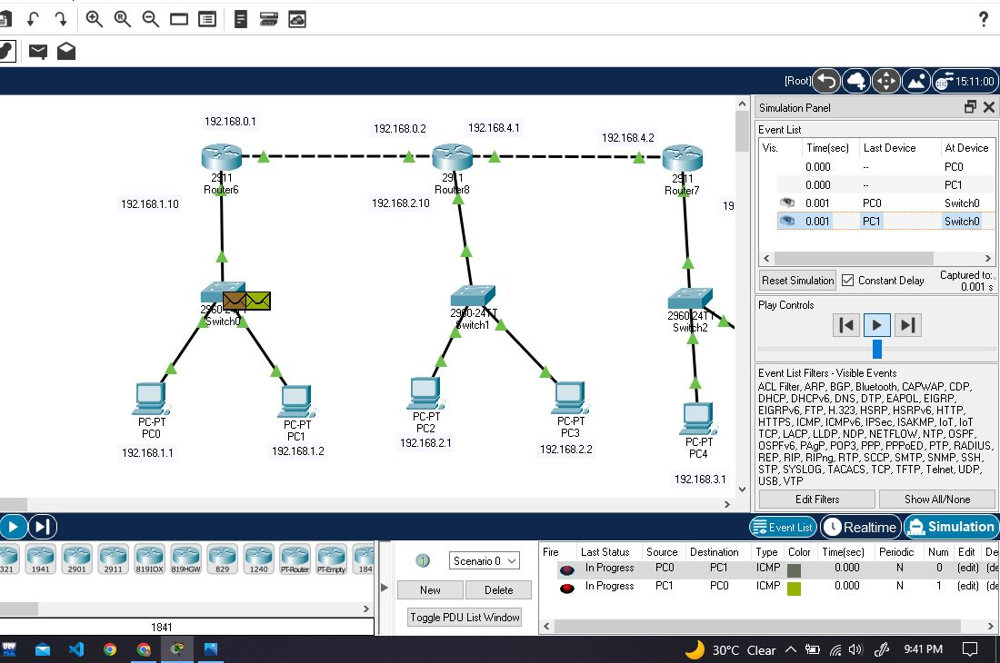 ?
[Root]
15:11:00
192.168.0.1
192.168.0.2
192.168.4.1
192.168.4.2
2911
Router6
2911
Router8
2911
Router7
192.168.1.10
192.168.2.10
19
2960-24TT
Switch0
2960-24TT
Switch1
2960-24TT
Switch2
PC-PT
PC0
192.168.1.1
PC-PT
PC1
192.168.1.2
PC-PT
PC2
192.168.2.1
PC-PT
PC3
192.168.2.2
PC-PT
PC4
192.168.3.1
Simulation Panel
Event List
Vis. Time(sec) Last Device At Device
0.000 -- PC0
0.000 -- PC1
0.001 PC0 Switch0
0.001 PC1 Switch0
Reset Simulation Constant Delay Captured to:
0.001 s
Play Controls
Event List Filters - Visible Events
ACL Filter, ARP, BGP, Bluetooth, CAPWAP, CDP,
DHCP, DHCPv6, DNS, DTP, EAPOL, EIGRP,
EIGRPv6, FTP, H.323, HSRP, HSRPv6, HTTP,
HTTPS, ICMP, ICMPv6, IPSec, ISAKMP, IoT, IoT
TCP, LACP, LLDP, NDP, NETFLOW, NTP, OSPF,
OSPFv6, PAgP, POP3, PPP, PPPoED, PTP, RADIUS,
REP, RIP, RIPng, RTP, SCCP, SMTP, SNMP, SSH,
STP, SYSLOG, TACACS, TCP, TFTP, Telnet, UDP,
USB, VTP
Edit Filters Show All/None
Event List Realtime Simulation
321 1941 2901 2911 819IOX 819HGW 829 1240 PT-Router PT-Empty 184
1841
Scenario 0
New Delete
Toggle PDU List Window
Fire Last Status Source Destination Type Color Time(sec) Periodic Num Edit De
In Progress PC0 PC1 ICMP 0.000 N 0 (edit) (de
In Progress PC1 PC0 ICMP 0.000 N 1 (edit) (de
DEV
30°C Clear 9:41 PM